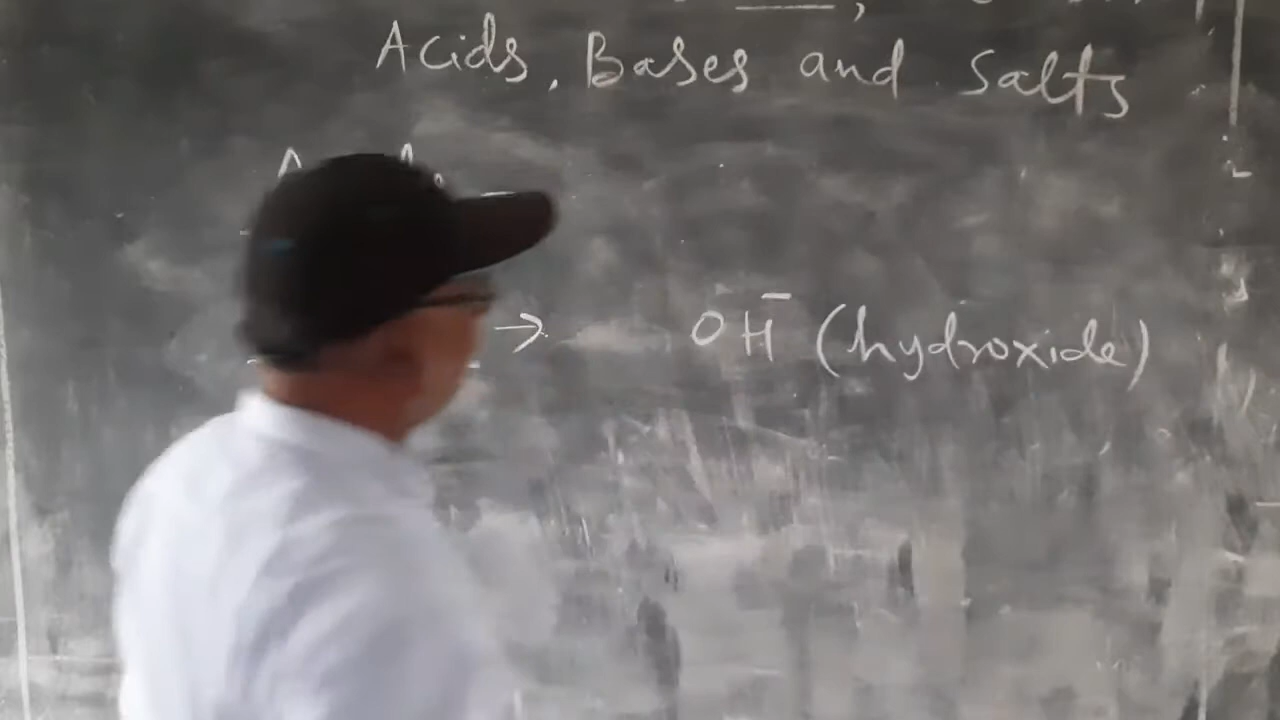 Acids, Bases and Salts
→ OH⁻ (hydroxide)